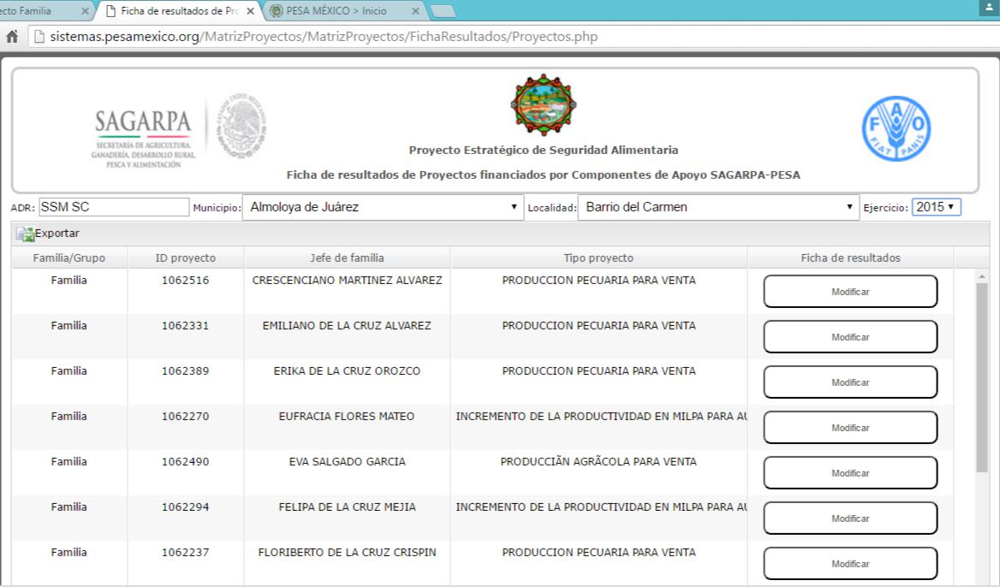 ecto Familia
Ficha de resultados de Prc
PESA MÉXICO > Inicio
sistemas.pesamexico.org/MatrizProyectos/MatrizProyectos/FichaResultados/Proyectos.php
SAGARPA
SECRETARÍA DE AGRICULTURA,
GANADERÍA, DESARROLLO RURAL,
PESCA Y ALIMENTACIÓN
ESTADOS UNIDOS MEXICANOS
F A O
FIAT PANIS
Proyecto Estratégico de Seguridad Alimentaria
Ficha de resultados de Proyectos financiados por Componentes de Apoyo SAGARPA-PESA
ADR: SSM SC Municipio: Almoloya de Juárez Localidad: Barrio del Carmen Ejercicio: 2015
Exportar
Familia/Grupo ID proyecto Jefe de familia Tipo proyecto Ficha de resultados
Familia 1062516 CRESCENCIANO MARTINEZ ALVAREZ PRODUCCION PECUARIA PARA VENTA Modificar
Familia 1062331 EMILIANO DE LA CRUZ ALVAREZ PRODUCCION PECUARIA PARA VENTA Modificar
Familia 1062389 ERIKA DE LA CRUZ OROZCO PRODUCCION PECUARIA PARA VENTA Modificar
Familia 1062270 EUFRACIA FLORES MATEO INCREMENTO DE LA PRODUCTIVIDAD EN MILPA PARA AU Modificar
Familia 1062490 EVA SALGADO GARCIA PRODUCCIÃN AGRÃCOLA PARA VENTA Modificar
Familia 1062294 FELIPA DE LA CRUZ MEJIA INCREMENTO DE LA PRODUCTIVIDAD EN MILPA PARA AU Modificar
Familia 1062237 FLORIBERTO DE LA CRUZ CRISPIN PRODUCCION PECUARIA PARA VENTA Modificar